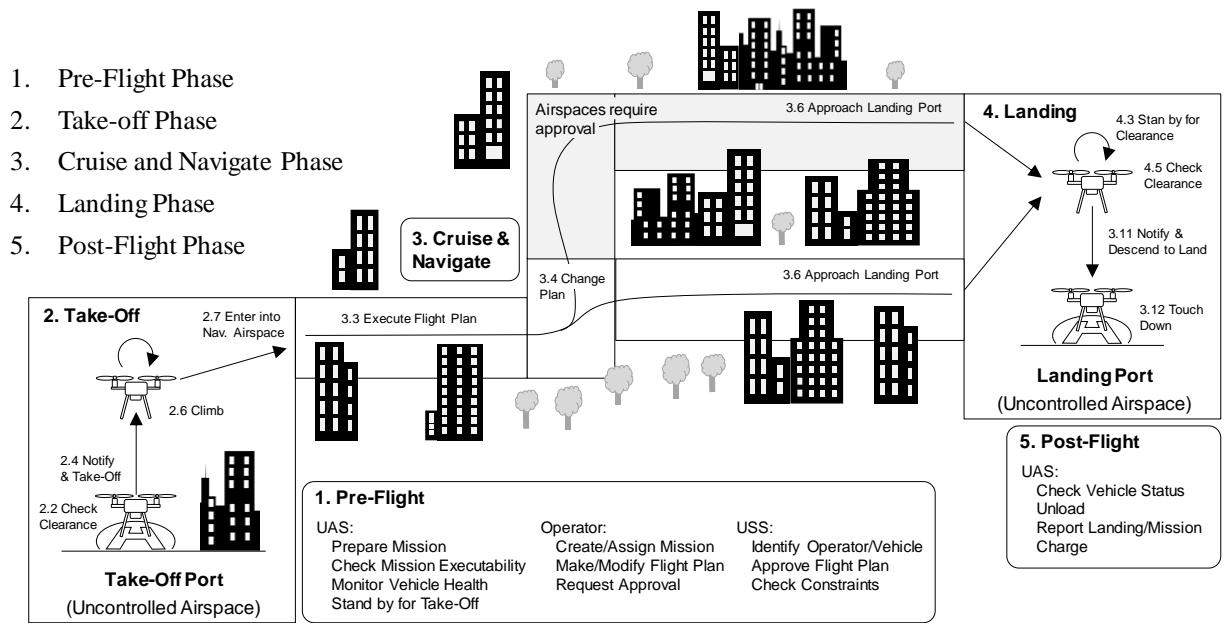 1. Pre-Flight Phase
2. Take-off Phase
3. Cruise and Navigate Phase
4. Landing Phase
5. Post-Flight Phase
Airspaces require
approval
3.6 Approach Landing Port
4. Landing
4.3 Stan by for
Clearance
4.5 Check
Clearance
3.11 Notify &
Descend to Land
3.12 Touch
Down
Landing Port
(Uncontrolled Airspace)
3. Cruise &
Navigate
3.4 Change
Plan
3.6 Approach Landing Port
3.3 Execute Flight Plan
2. Take-Off
2.7 Enter into
Nav. Airspace
2.6 Climb
2.4 Notify
& Take-Off
2.2 Check
Clearance
Take-Off Port
(Uncontrolled Airspace)
1. Pre-Flight
UAS:
Prepare Mission
Check Mission Executability
Monitor Vehicle Health
Stand by for Take-Off
Operator:
Create/Assign Mission
Make/Modify Flight Plan
Request Approval
USS:
Identify Operator/Vehicle
Approve Flight Plan
Check Constraints
5. Post-Flight
UAS:
Check Vehicle Status
Unload
Report Landing/Mission
Charge